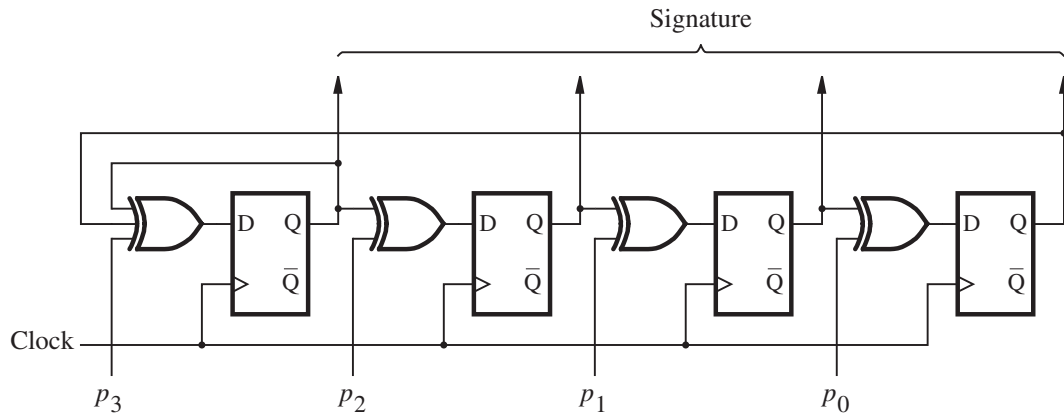 Signature
D Q D Q D Q D Q
Q̅ Q̅ Q̅ Q̅
Clock
p₃ p₂ p₁ p₀